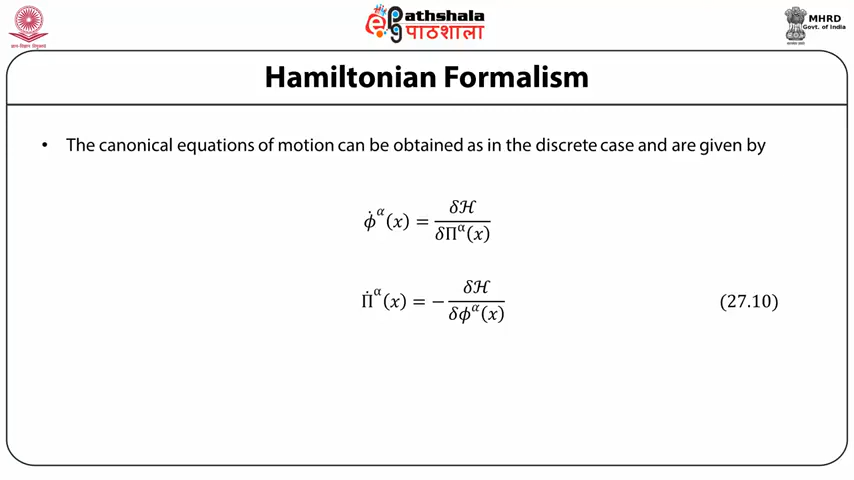 ePathshala
पाठशाला
MHRD
Govt. of India
Hamiltonian Formalism
• The canonical equations of motion can be obtained as in the discrete case and are given by
ϕ̇^α(x) = δℋ / δΠ^α(x)
Π̇^α(x) = − δℋ / δϕ^α(x) (27.10)